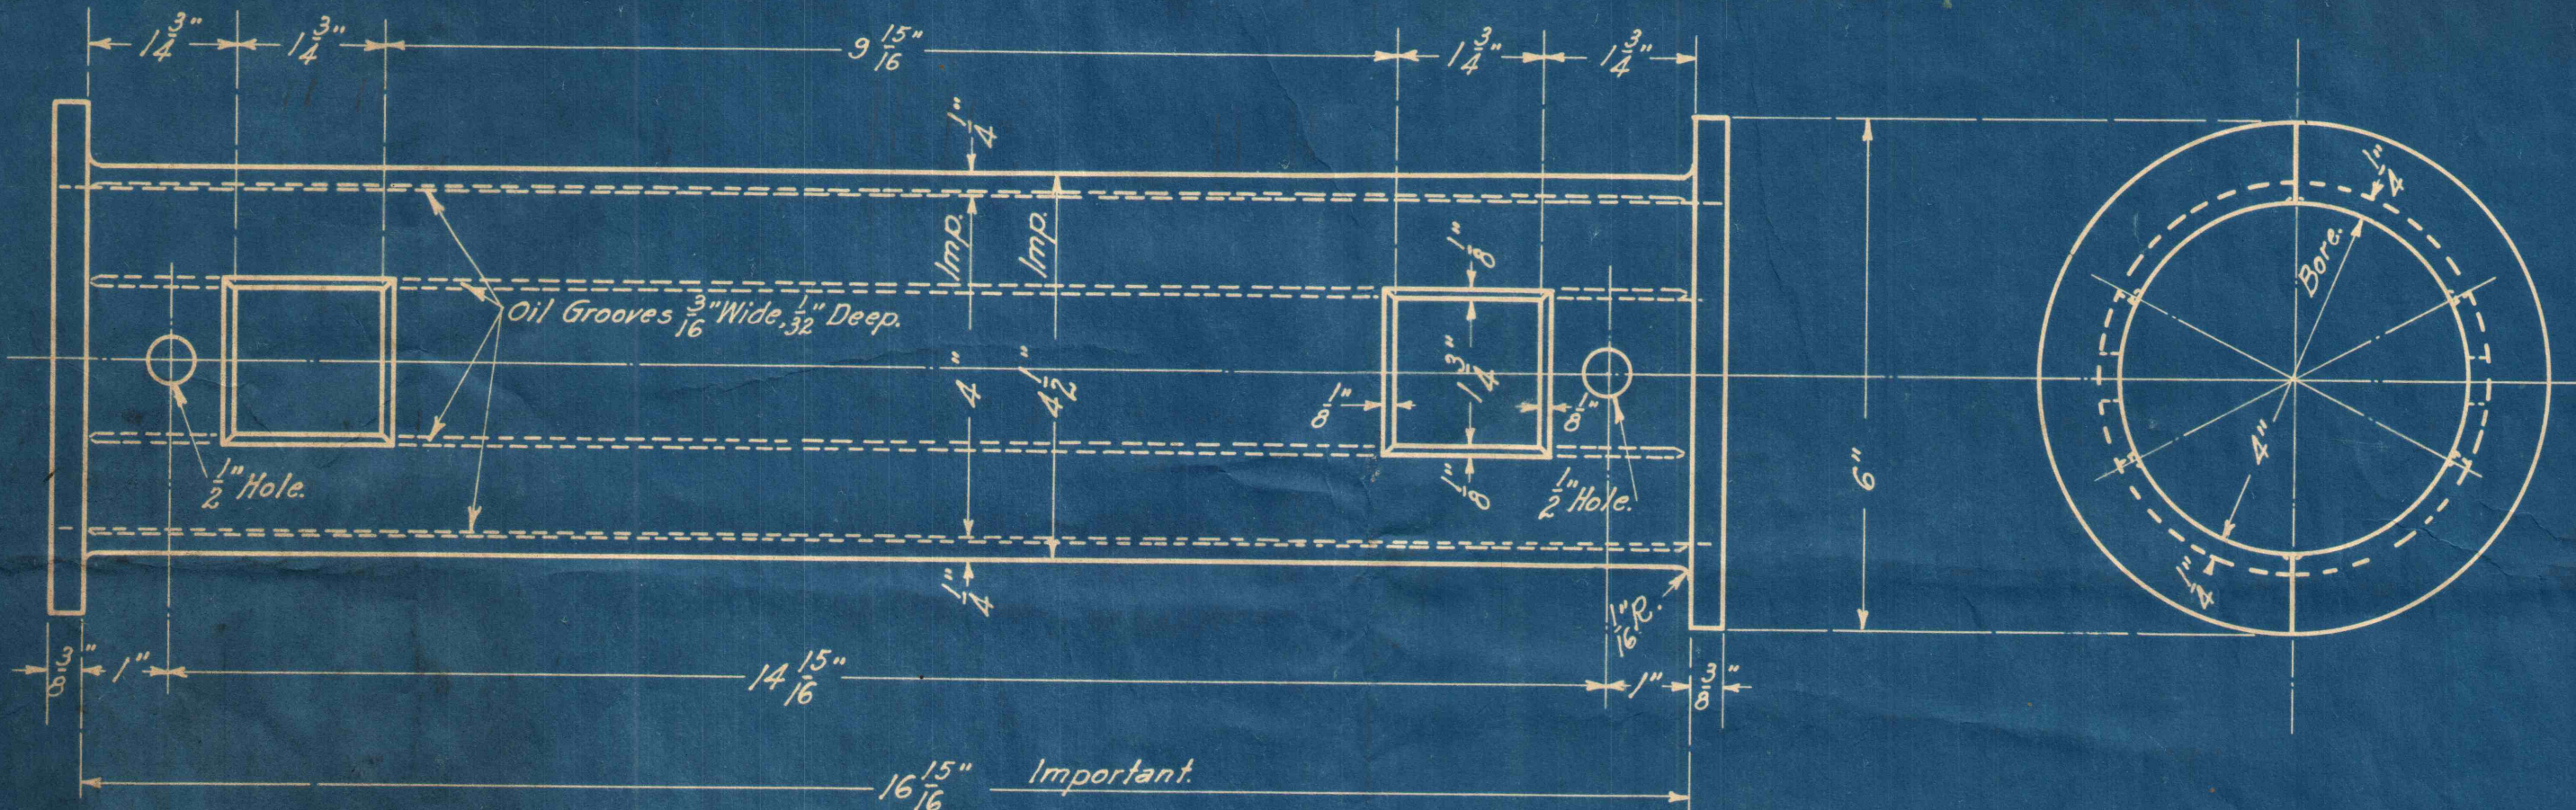 1 3/4" 1 3/4" 9 15/16" 1 3/4" 1 3/4"
1/4"
Imp. Imp.
1/8"
Oil Grooves 3/16" Wide, 1/32" Deep.
4" 4 1/2"
1 3/4"
1/8" 1/8"
1/8"
1/2" Hole.
1/2" Hole.
1/4"
1/16" R.
6"
1/4"
Bore.
4"
1/4"
3/8" 1" 14 15/16" 1" 3/8"
16 15/16" Important.